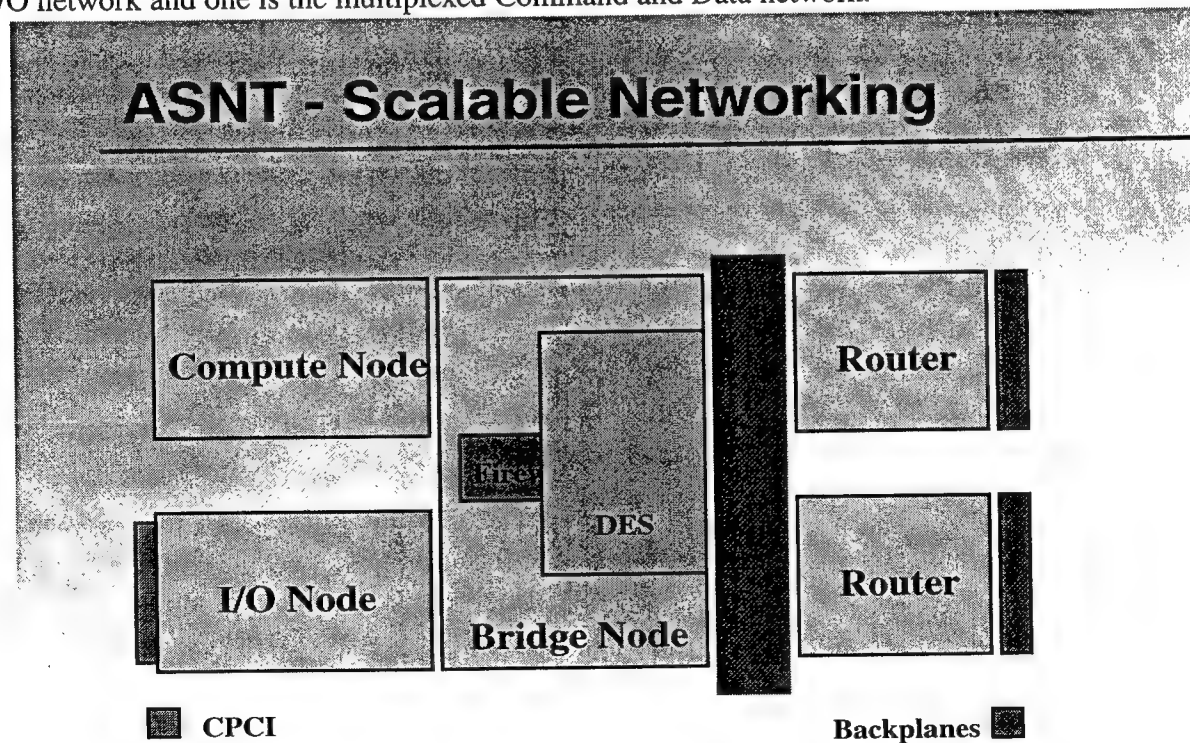 I/O network and one is the multiplexed Command and Data network.
ASNT - Scalable Networking
Compute Node
Router
DES
I/O Node
Router
Bridge Node
CPCI
Backplanes